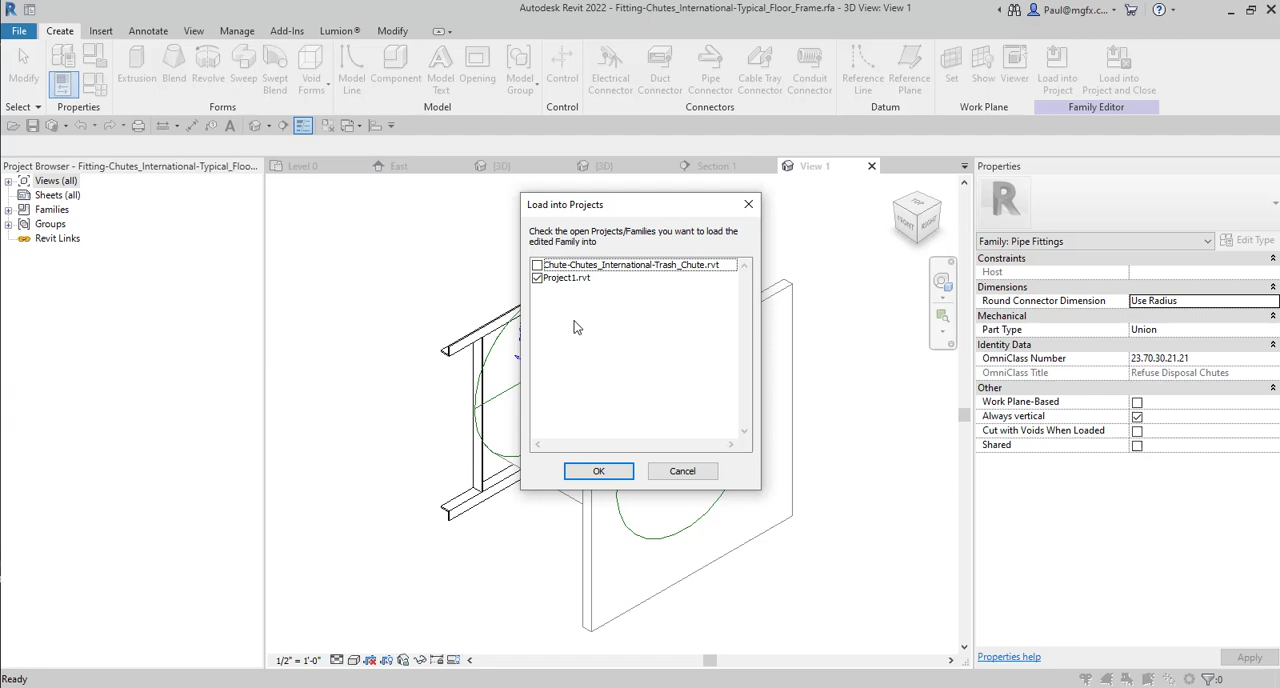 Autodesk Revit 2022 - Fitting-Chutes_International-Typical_Floor_Frame.rfa - 3D View: View 1
Paul@mgfx.c...
File Create Insert Annotate View Manage Add-Ins Lumion® Modify
Modify
Extrusion Blend Revolve Sweep Swept Blend Void Forms
Model Line Component Model Text Opening Model Group
Control
Electrical Connector Duct Connector Pipe Connector Cable Tray Connector Conduit Connector
Reference Line Reference Plane
Set Show Viewer
Load into Project Load into Project and Close
Select Properties Forms Model Control Connectors Datum Work Plane Family Editor
Project Browser - Fitting-Chutes_International-Typical_Floo...
Level 0 East {3D} {3D} Section 1 View 1
Properties
Views (all)
Sheets (all)
Families
Groups
Revit Links
Load into Projects
Check the open Projects/Families you want to load the
edited Family into
Chute-Chutes_International-Trash_Chute.rvt
Project1.rvt
OK Cancel
TOP
FRONT RIGHT
R
Family: Pipe Fittings Edit Type
Constraints
Host
Dimensions
Round Connector Dimension Use Radius
Mechanical
Part Type Union
Identity Data
OmniClass Number 23.70.30.21.21
OmniClass Title Refuse Disposal Chutes
Other
Work Plane-Based
Always vertical
Cut with Voids When Loaded
Shared
Properties help Apply
1/2" = 1'-0"
Ready
:0